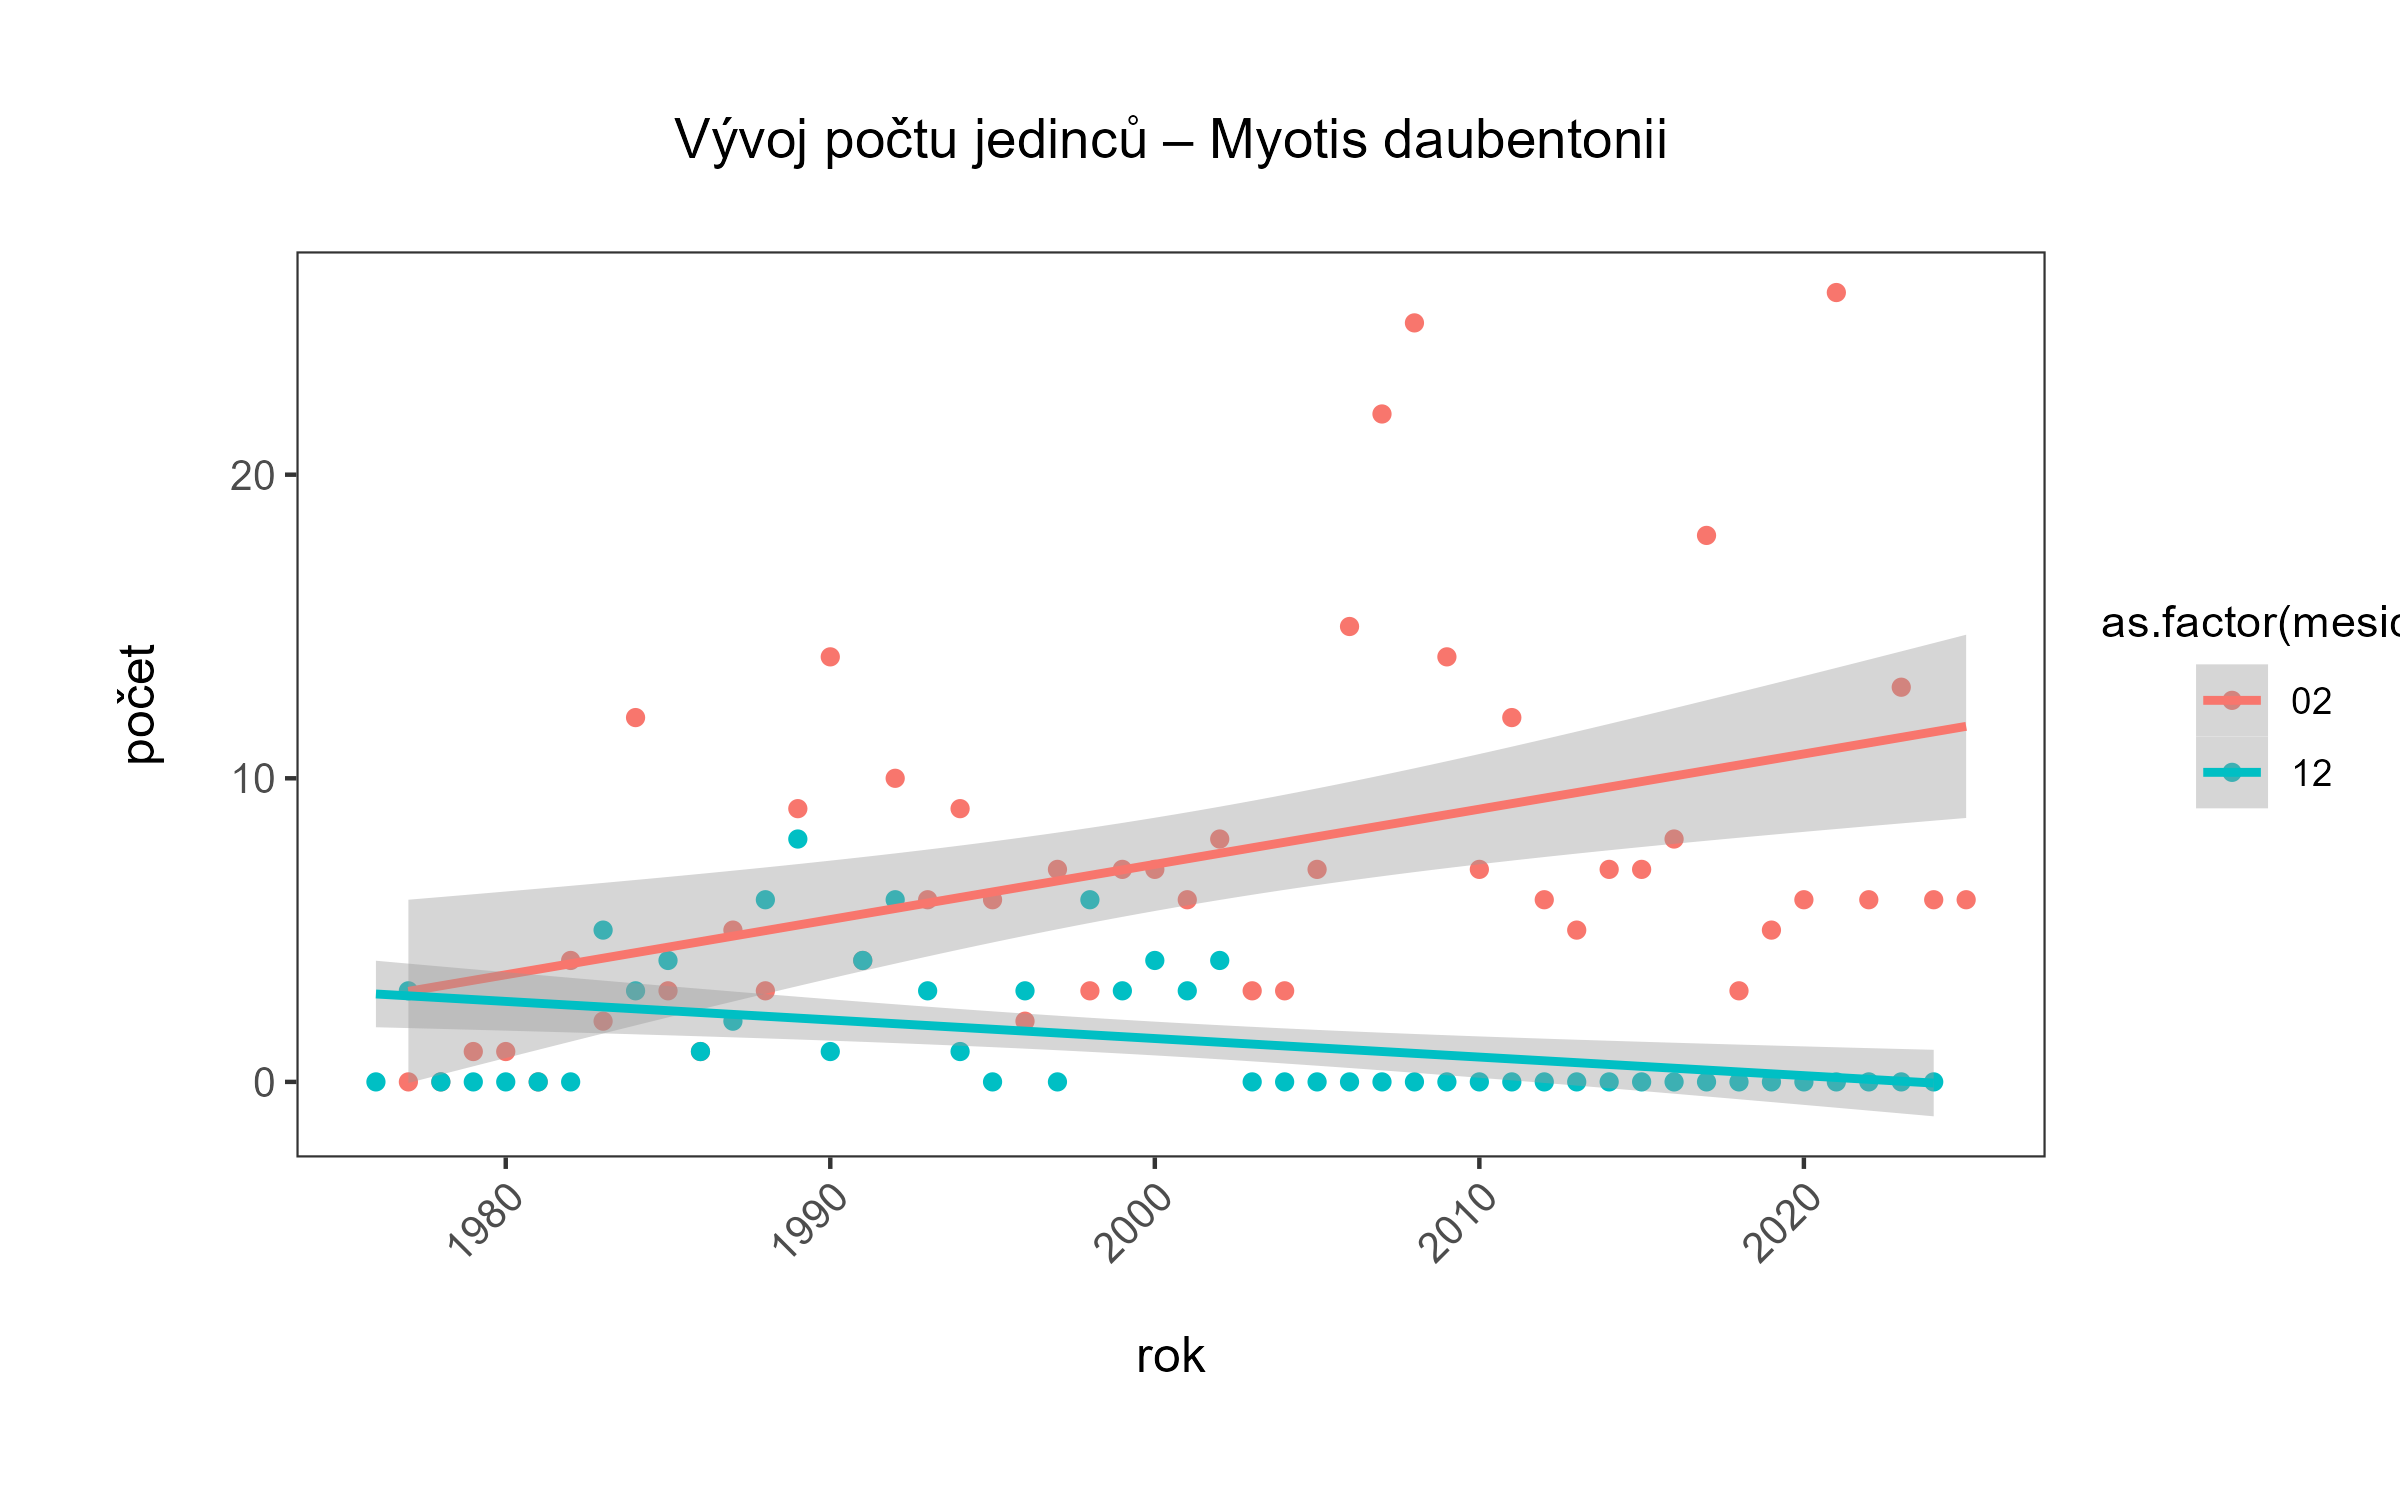 Vývoj počtu jedinců – Myotis daubentonii
počet
20
10
0
1980
1990
2000
2010
2020
rok
as.factor(mesic
02
12